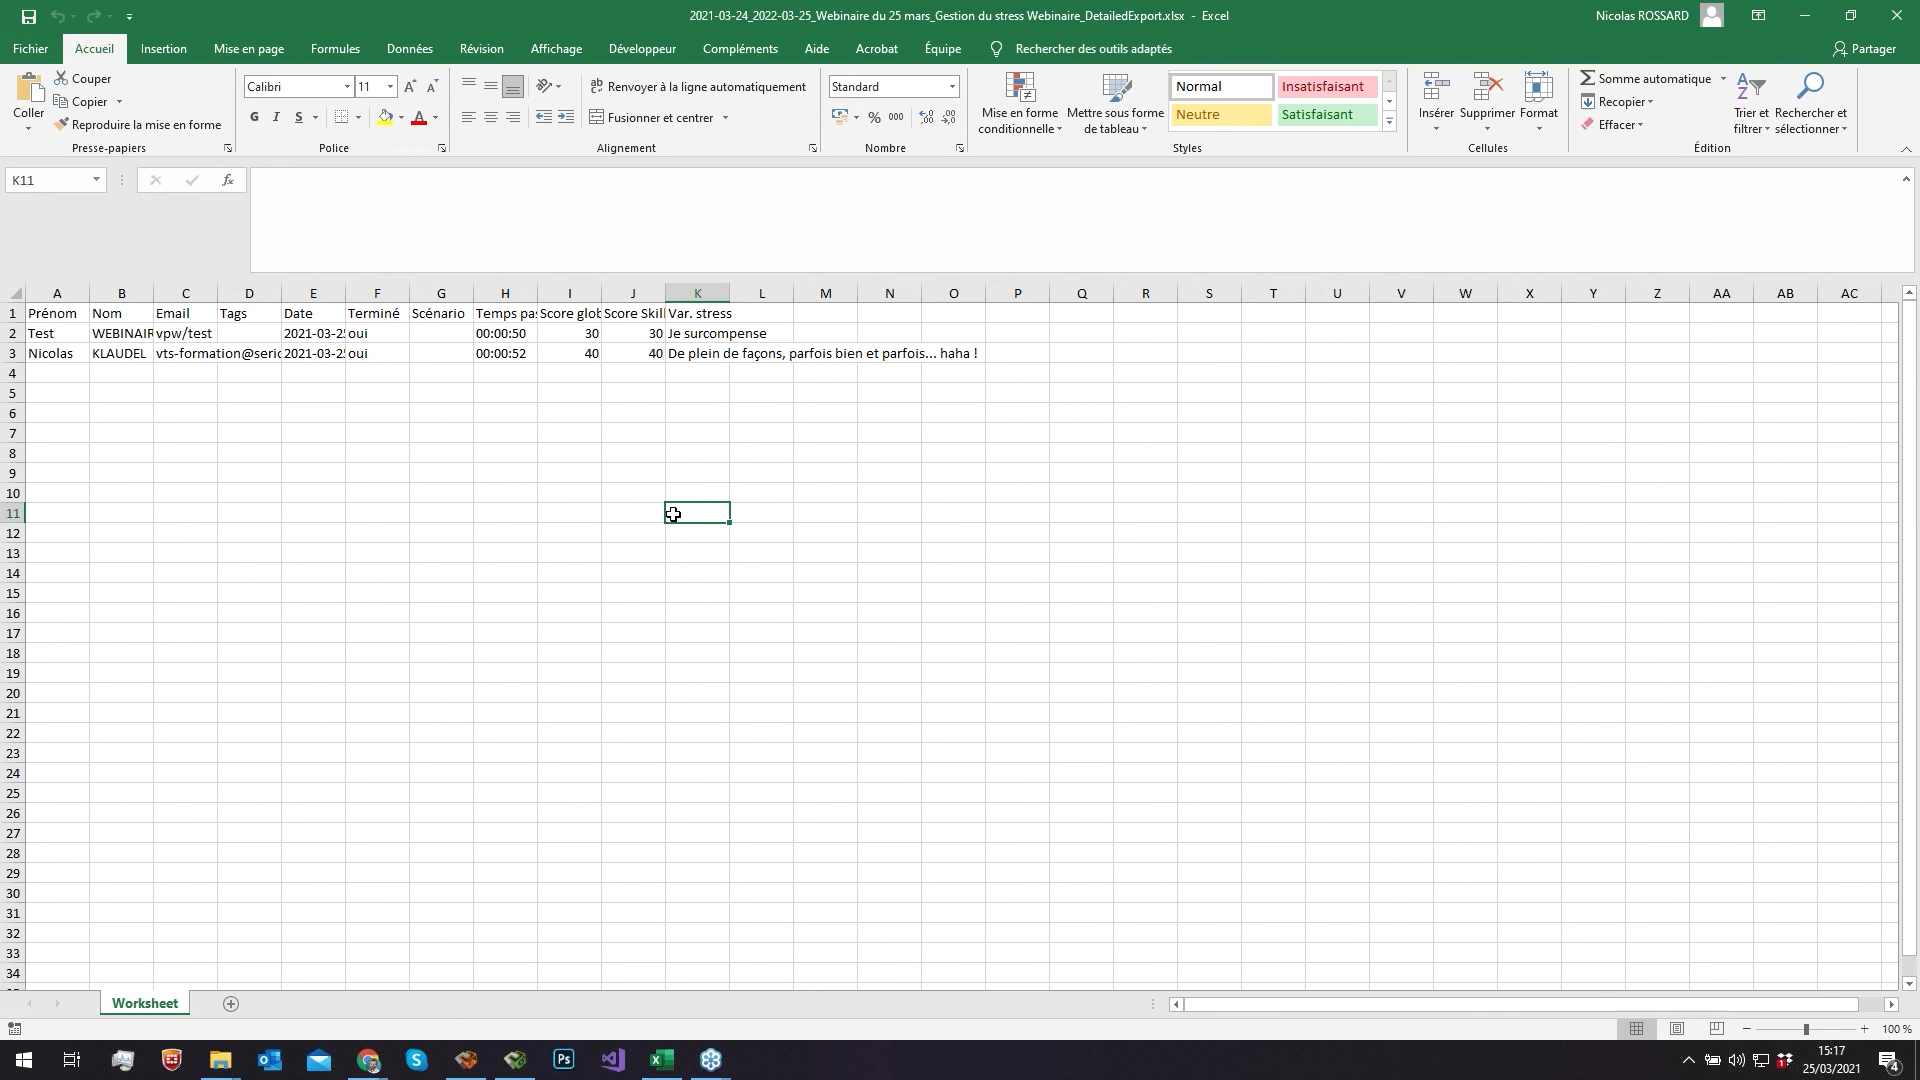 2021-03-24_2022-03-25_Webinaire du 25 mars_Gestion du stress Webinaire_DetailedExport.xlsx - Excel
Nicolas ROSSARD
Fichier Accueil Insertion Mise en page Formules Données Révision Affichage Développeur Compléments Aide Acrobat Équipe Rechercher des outils adaptés Partager
Coller
Couper
Copier
Reproduire la mise en forme
Presse-papiers
Calibri 11
G I S
Police
Renvoyer à la ligne automatiquement
Fusionner et centrer
Alignement
Standard
% 000
Nombre
Mise en forme conditionnelle
Mettre sous forme de tableau
Normal Insatisfaisant
Neutre Satisfaisant
Styles
Insérer Supprimer Format
Cellules
Somme automatique
Recopier
Effacer
Trier et filtrer
Rechercher et sélectionner
Édition
K11 fx
A B C D E F G H I J K L M N O P Q R S T U V W X Y Z AA AB AC
1 Prénom Nom Email Tags Date Terminé Scénario Temps pa Score glob Score Skil Var. stress
2 Test WEBINAIR vpw/test 2021-03-25 oui 00:00:50 30 30 Je surcompense
3 Nicolas KLAUDEL vts-formation@serio 2021-03-25 oui 00:00:52 40 40 De plein de façons, parfois bien et parfois... haha !
4
5
6
7
8
9
10
11
12
13
14
15
16
17
18
19
20
21
22
23
24
25
26
27
28
29
30
31
32
33
34
Worksheet
100 %
Ps
15:17
25/03/2021
4